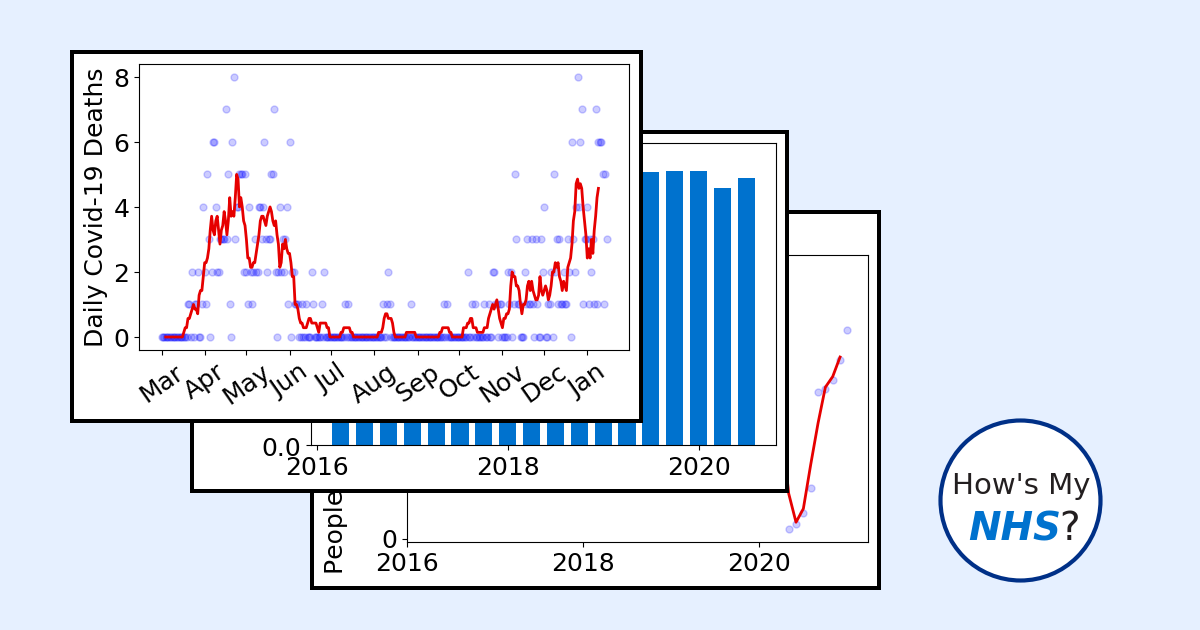 Daily Covid-19 Deaths
8
6
4
2
0
Mar Apr May Jun Jul Aug Sep Oct Nov Dec Jan
0.0
2016 2018 2020
People
0
2016 2018 2020
How's My
NHS?